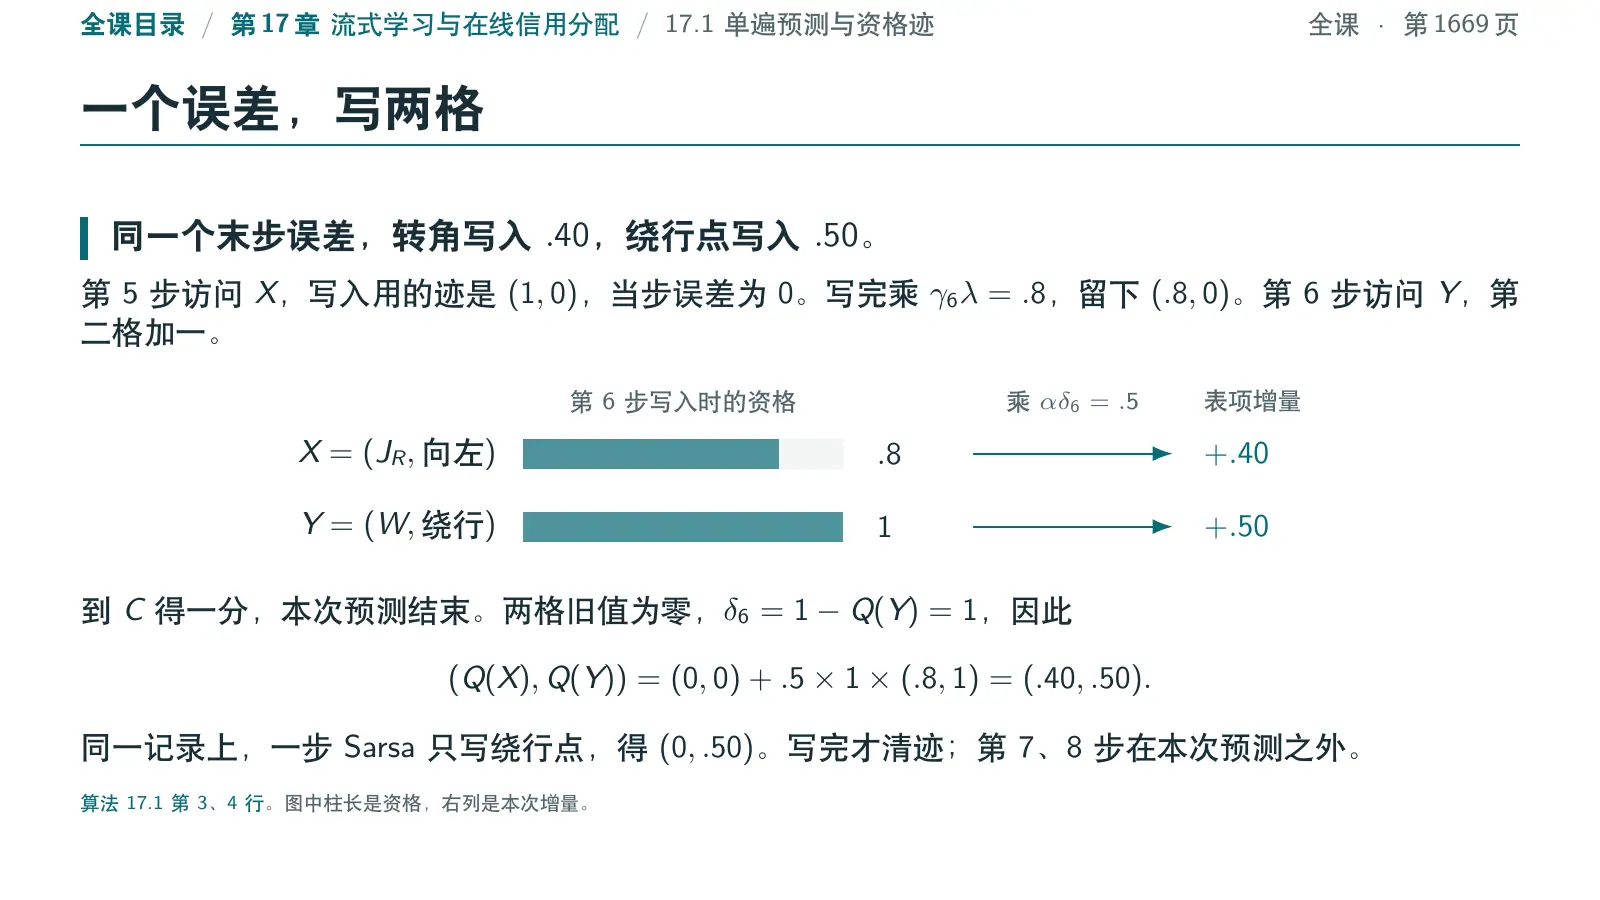 全课目录 / 第 17 章 流式学习与在线信用分配 / 17.1 单遍预测与资格迹 全课 · 第 1669 页
一个误差，写两格
同一个末步误差，转角写入 .40，绕行点写入 .50。
第 5 步访问 X，写入用的迹是 (1, 0)，当步误差为 0。写完乘 γ₆λ = .8，留下 (.8, 0)。第 6 步访问 Y，第
二格加一。
第 6 步写入时的资格 乘 αδ₆ = .5 表项增量
X = (J_R, 向左) .8 +.40
Y = (W, 绕行) 1 +.50
到 C 得一分，本次预测结束。两格旧值为零，δ₆ = 1 − Q(Y) = 1，因此
(Q(X), Q(Y)) = (0, 0) + .5 × 1 × (.8, 1) = (.40, .50).
同一记录上，一步 Sarsa 只写绕行点，得 (0, .50)。写完才清迹；第 7、8 步在本次预测之外。
算法 17.1 第 3、4 行。图中柱长是资格，右列是本次增量。